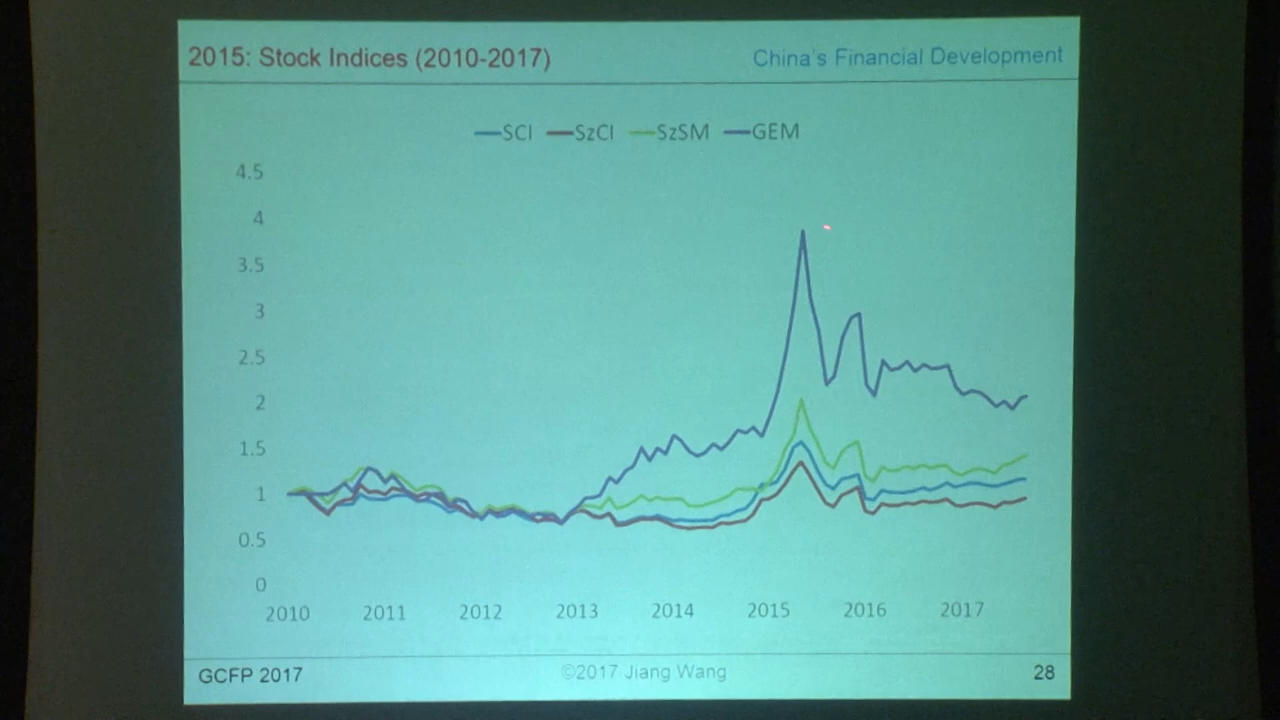 2015: Stock Indices (2010-2017) China's Financial Development
SCI SzCI SzSM GEM
4.5
4
3.5
3
2.5
2
1.5
1
0.5
0
2010 2011 2012 2013 2014 2015 2016 2017
GCFP 2017 ©2017 Jiang Wang 28